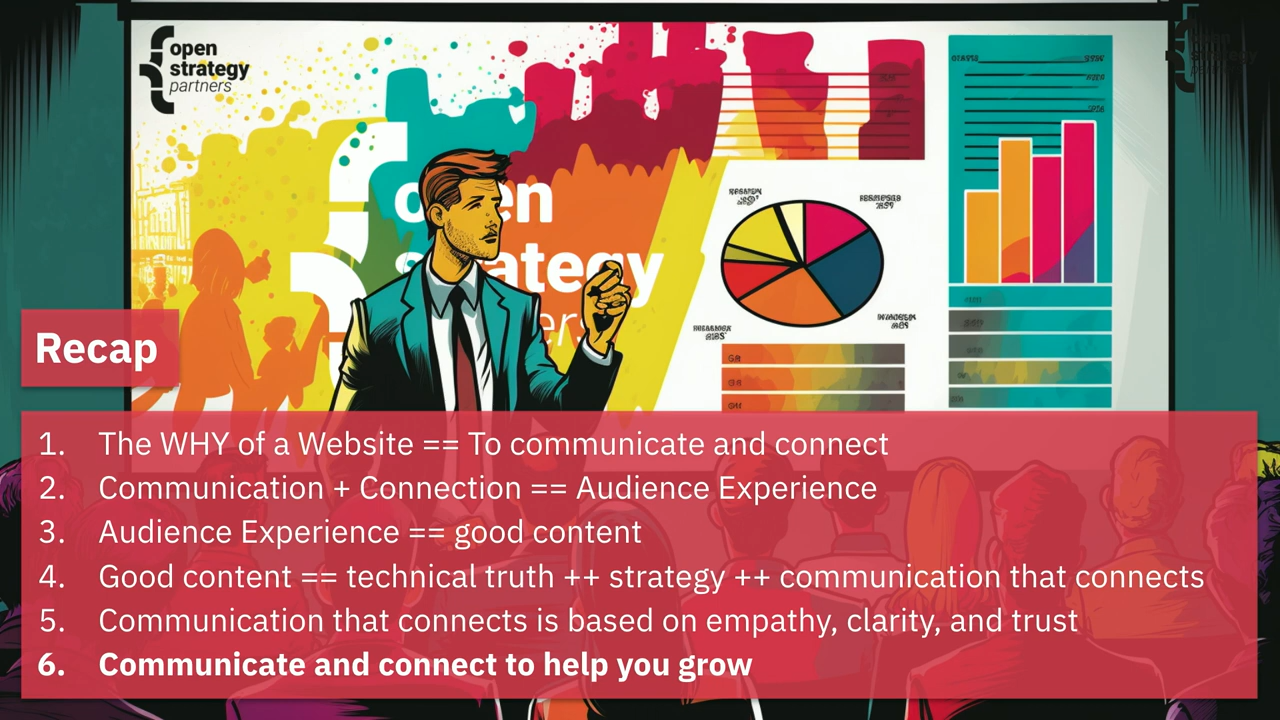 open
strategy
partners
open
strategy
Recap
1. The WHY of a Website == To communicate and connect
2. Communication + Connection == Audience Experience
3. Audience Experience == good content
4. Good content == technical truth ++ strategy ++ communication that connects
5. Communication that connects is based on empathy, clarity, and trust
6. Communicate and connect to help you grow